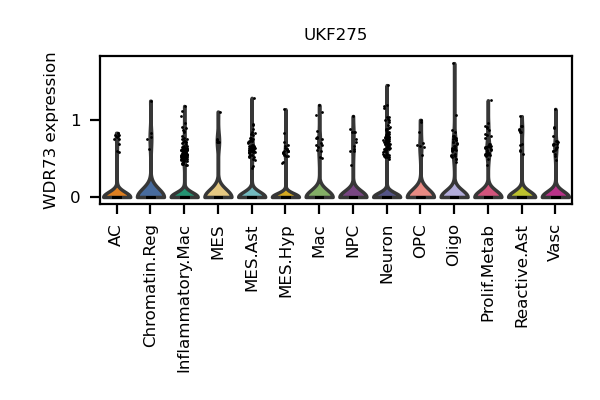 UKF275
WDR73 expression
1
0
AC
Chromatin.Reg
Inflammatory.Mac
MES
MES.Ast
MES.Hyp
Mac
NPC
Neuron
OPC
Oligo
Prolif.Metab
Reactive.Ast
Vasc